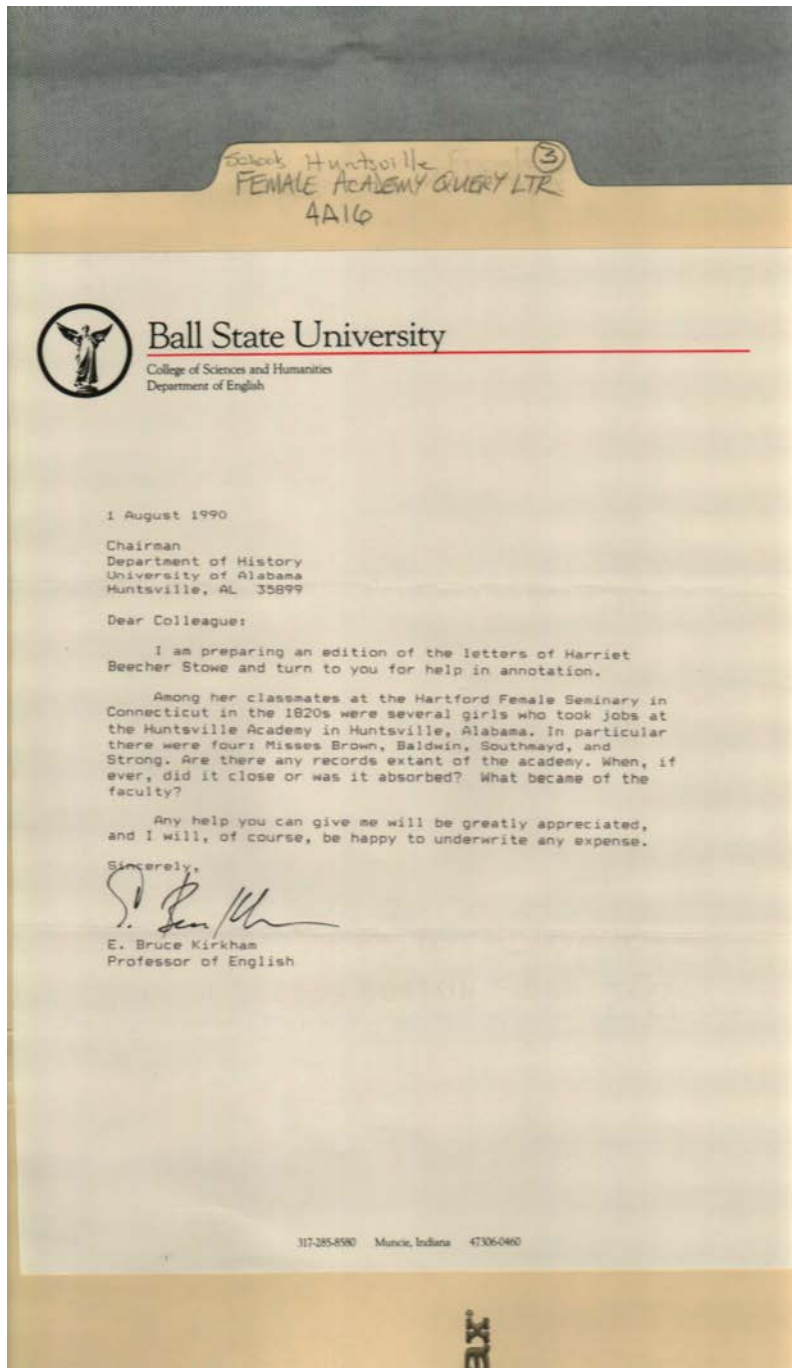 Schools Huntsville
3
FEMALE ACADEMY QUERY LTR
4A16
Ball State University
College of Sciences and Humanities
Department of English
1 August 1990
Chairman
Department of History
University of Alabama
Huntsville, AL 35899
Dear Colleague:
I am preparing an edition of the letters of Harriet
Beecher Stowe and turn to you for help in annotation.
Among her classmates at the Hartford Female Seminary in
Connecticut in the 1820s were several girls who took jobs at
the Huntsville Academy in Huntsville, Alabama. In particular
there were four: Misses Brown, Baldwin, Southmayd, and
Strong. Are there any records extant of the academy. When, if
ever, did it close or was it absorbed? What became of the
faculty?
Any help you can give me will be greatly appreciated,
and I will, of course, be happy to underwrite any expense.
Sincerely,
E. Bruce Kirkham
Professor of English
317-285-8580 Muncie, Indiana 47306-0460